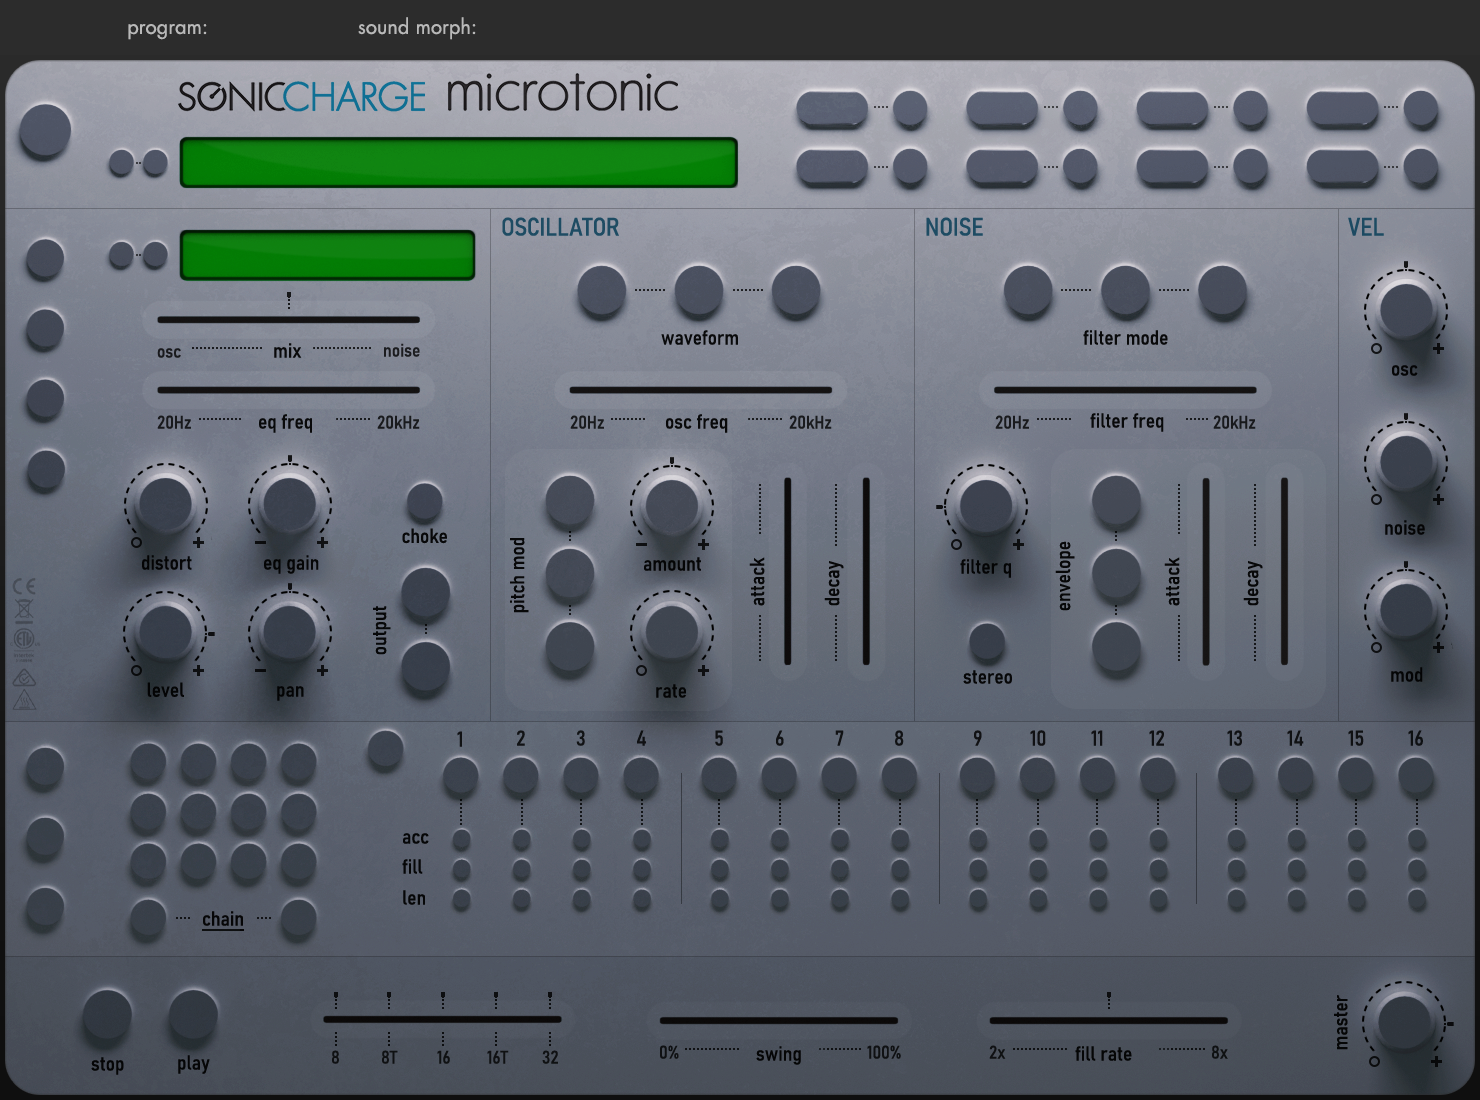 program: sound morph:
SONICCHARGE microtonic
OSCILLATOR NOISE VEL
osc mix noise
waveform
filter mode
osc
20Hz eq freq 20kHz
20Hz osc freq 20kHz
20Hz filter freq 20kHz
distort eq gain
choke
output
level pan
pitch mod
amount
rate
attack
decay
filter q
stereo
envelope
attack
decay
noise
mod
CE
1 2 3 4 5 6 7 8 9 10 11 12 13 14 15 16
acc
fill
len
chain
stop play
8 8T 16 16T 32
0% swing 100%
2x fill rate 8x
master